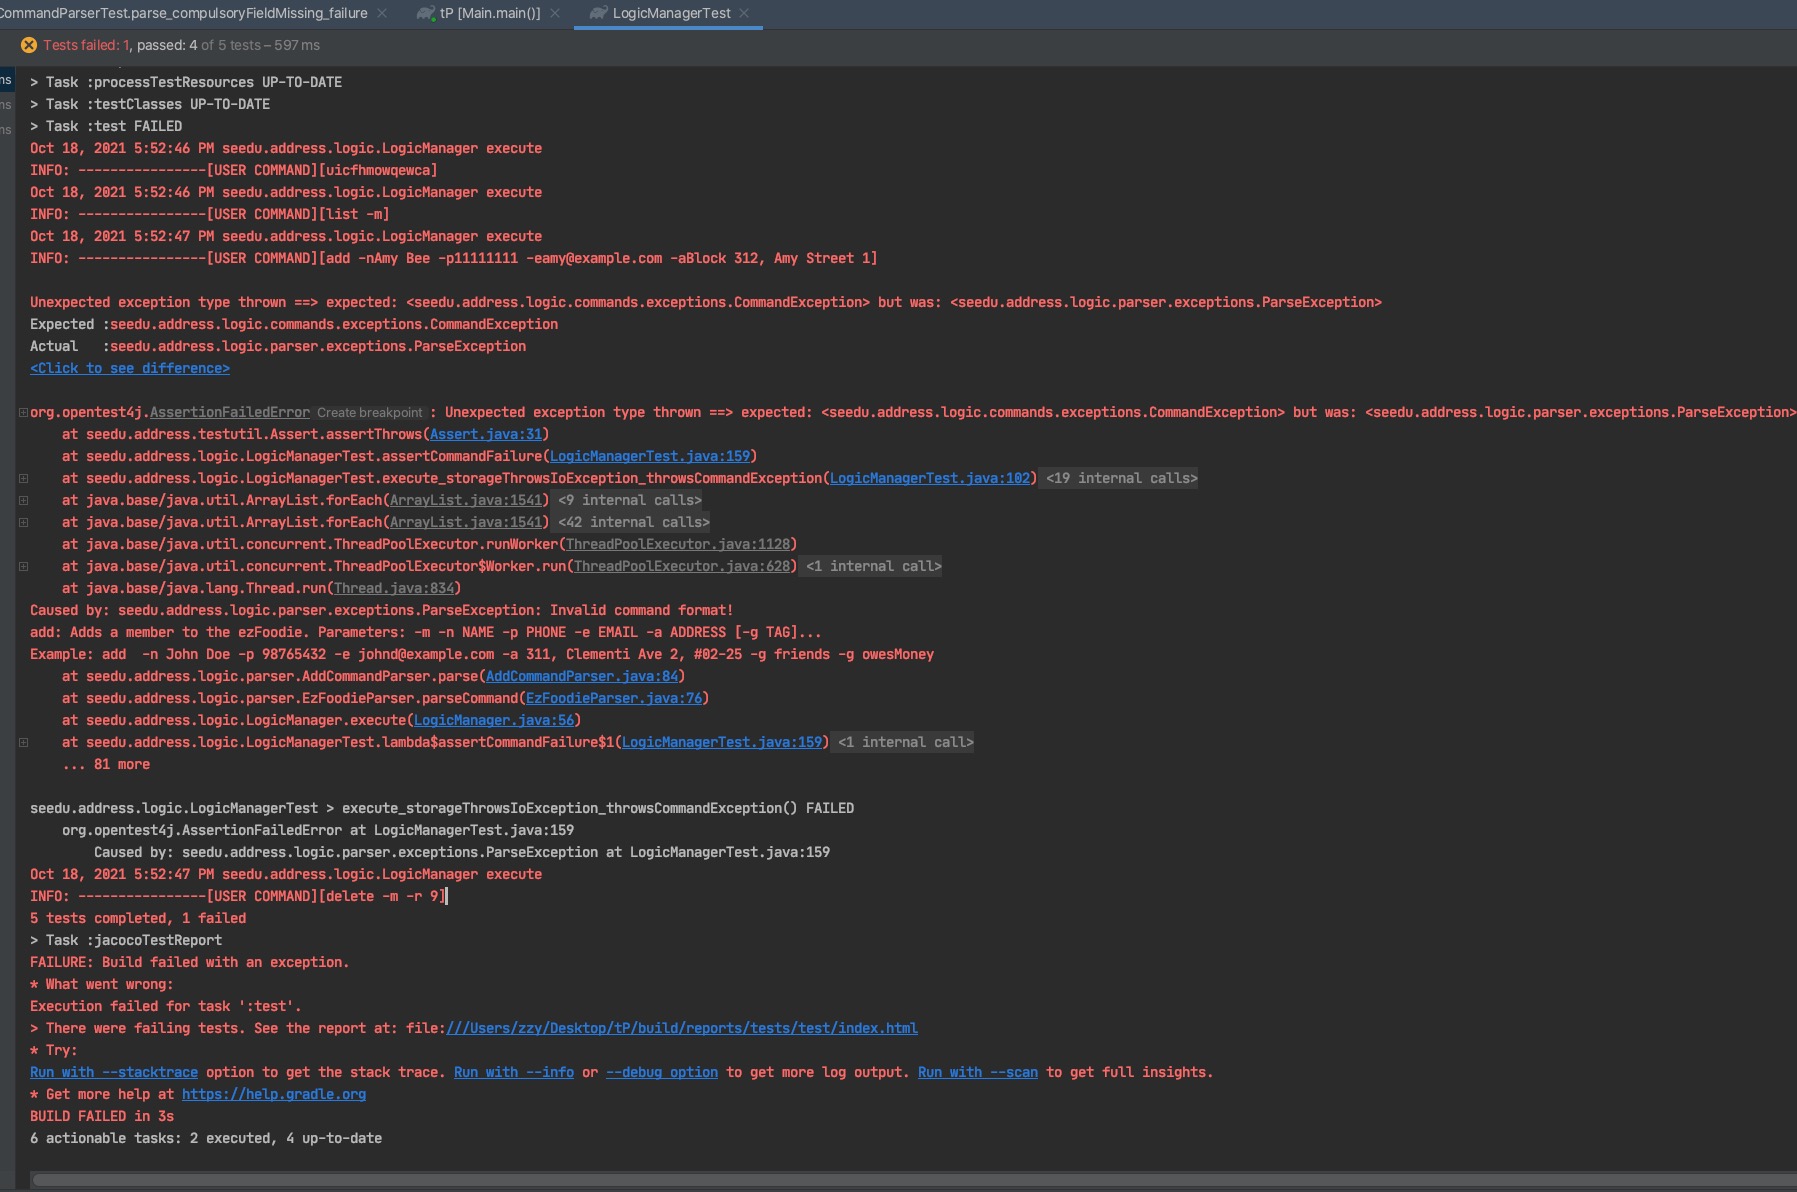 CommandParserTest.parse_compulsoryFieldMissing_failure × tP [Main.main()] × LogicManagerTest ×
Tests failed: 1, passed: 4 of 5 tests – 597 ms
> Task :processTestResources UP-TO-DATE
> Task :testClasses UP-TO-DATE
> Task :test FAILED
Oct 18, 2021 5:52:46 PM seedu.address.logic.LogicManager execute
INFO: ----------------[USER COMMAND][uicfhmowqewca]
Oct 18, 2021 5:52:46 PM seedu.address.logic.LogicManager execute
INFO: ----------------[USER COMMAND][list -m]
Oct 18, 2021 5:52:47 PM seedu.address.logic.LogicManager execute
INFO: ----------------[USER COMMAND][add -nAmy Bee -p11111111 -eamy@example.com -aBlock 312, Amy Street 1]
Unexpected exception type thrown ==> expected: <seedu.address.logic.commands.exceptions.CommandException> but was: <seedu.address.logic.parser.exceptions.ParseException>
Expected :seedu.address.logic.commands.exceptions.CommandException
Actual   :seedu.address.logic.parser.exceptions.ParseException
<Click to see difference>
org.opentest4j.AssertionFailedError Create breakpoint : Unexpected exception type thrown ==> expected: <seedu.address.logic.commands.exceptions.CommandException> but was: <seedu.address.logic.parser.exceptions.ParseException>
at seedu.address.testutil.Assert.assertThrows(Assert.java:31)
at seedu.address.logic.LogicManagerTest.assertCommandFailure(LogicManagerTest.java:159)
at seedu.address.logic.LogicManagerTest.execute_storageThrowsIoException_throwsCommandException(LogicManagerTest.java:102) <19 internal calls>
at java.base/java.util.ArrayList.forEach(ArrayList.java:1541) <9 internal calls>
at java.base/java.util.ArrayList.forEach(ArrayList.java:1541) <42 internal calls>
at java.base/java.util.concurrent.ThreadPoolExecutor.runWorker(ThreadPoolExecutor.java:1128)
at java.base/java.util.concurrent.ThreadPoolExecutor$Worker.run(ThreadPoolExecutor.java:628) <1 internal call>
at java.base/java.lang.Thread.run(Thread.java:834)
Caused by: seedu.address.logic.parser.exceptions.ParseException: Invalid command format!
add: Adds a member to the ezFoodie. Parameters: -m -n NAME -p PHONE -e EMAIL -a ADDRESS [-g TAG]...
Example: add  -n John Doe -p 98765432 -e johnd@example.com -a 311, Clementi Ave 2, #02-25 -g friends -g owesMoney
at seedu.address.logic.parser.AddCommandParser.parse(AddCommandParser.java:84)
at seedu.address.logic.parser.EzFoodieParser.parseCommand(EzFoodieParser.java:76)
at seedu.address.logic.LogicManager.execute(LogicManager.java:56)
at seedu.address.logic.LogicManagerTest.lambda$assertCommandFailure$1(LogicManagerTest.java:159) <1 internal call>
... 81 more
seedu.address.logic.LogicManagerTest > execute_storageThrowsIoException_throwsCommandException() FAILED
org.opentest4j.AssertionFailedError at LogicManagerTest.java:159
Caused by: seedu.address.logic.parser.exceptions.ParseException at LogicManagerTest.java:159
Oct 18, 2021 5:52:47 PM seedu.address.logic.LogicManager execute
INFO: ----------------[USER COMMAND][delete -m -r 9]
5 tests completed, 1 failed
> Task :jacocoTestReport
FAILURE: Build failed with an exception.
* What went wrong:
Execution failed for task ':test'.
> There were failing tests. See the report at: file:///Users/zzy/Desktop/tP/build/reports/tests/test/index.html
* Try:
Run with --stacktrace option to get the stack trace. Run with --info or --debug option to get more log output. Run with --scan to get full insights.
* Get more help at https://help.gradle.org
BUILD FAILED in 3s
6 actionable tasks: 2 executed, 4 up-to-date